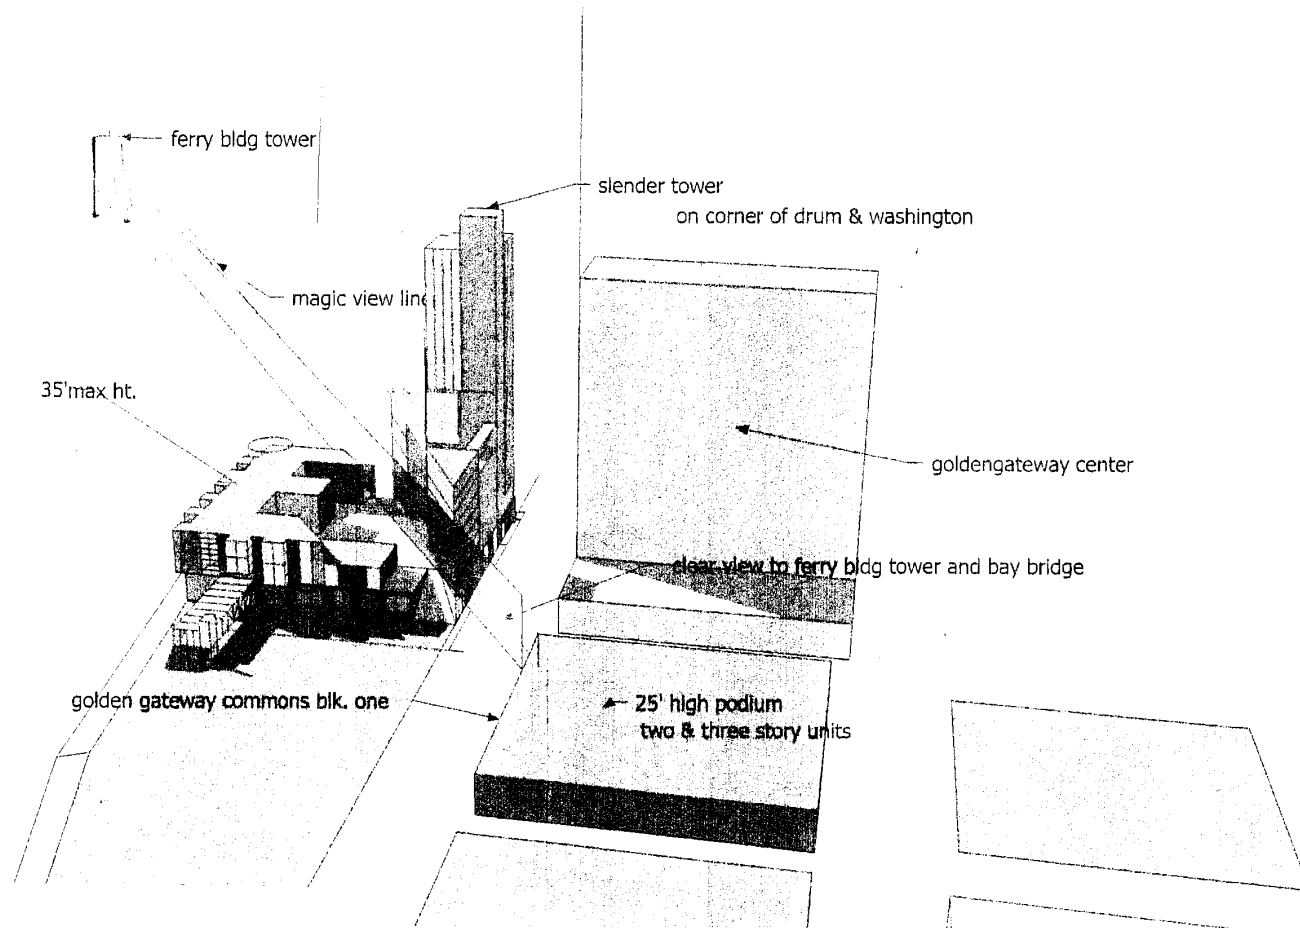 ferry bldg tower
slender tower
on corner of drum & washington
magic view line
35'max ht.
goldengateway center
clear view to ferry bldg tower and bay bridge
golden gateway commons blk. one
25' high podium
two & three story units